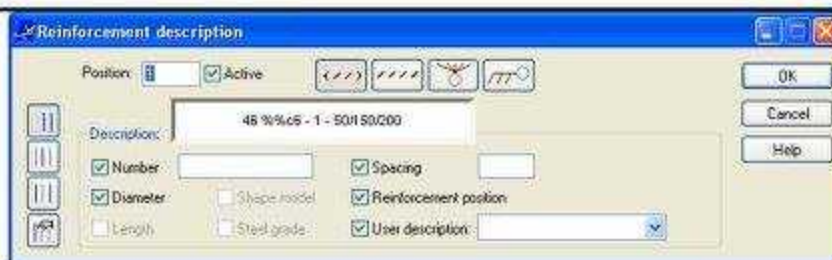 Reinforcement description
Position: 1 Active
OK
46 %%c6 - 1 - 50/150/200
Cancel
Description:
Help
Number Spacing
Diameter Shape model Reinforcement position
Length Steel grade User description: